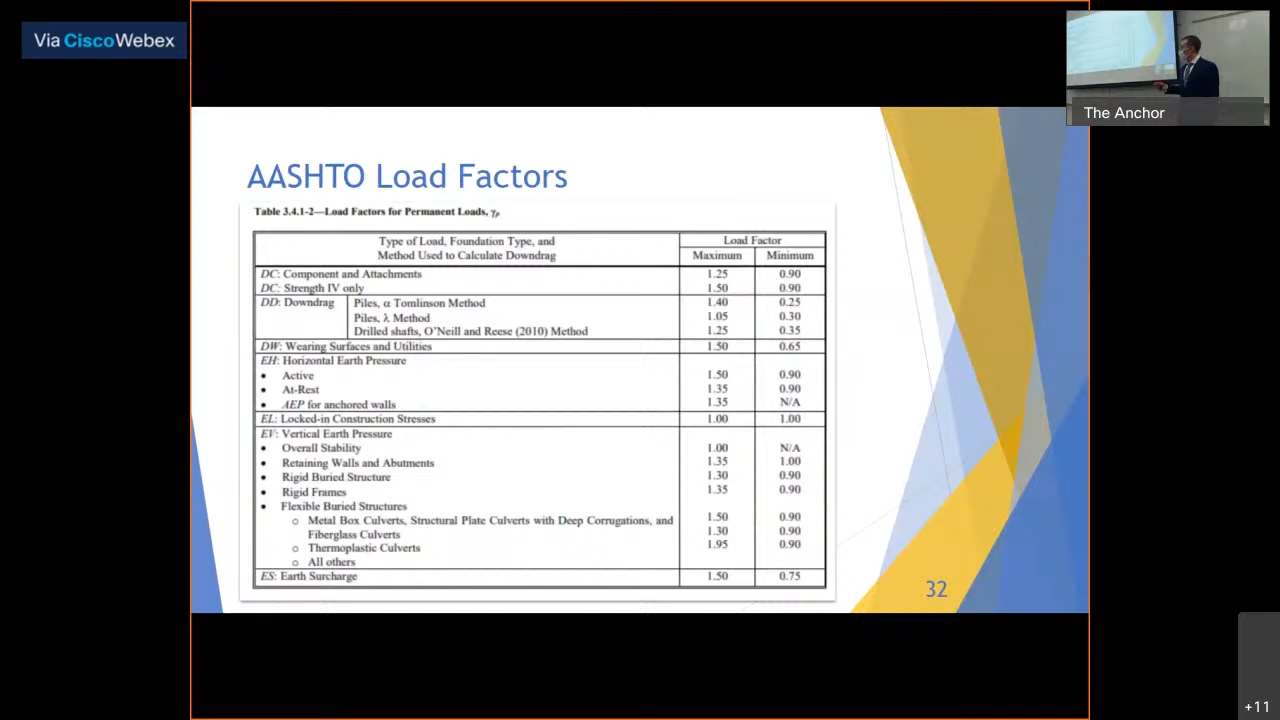 Via CiscoWebex
The Anchor
AASHTO Load Factors
Table 3.4.1-2—Load Factors for Permanent Loads, γp
Type of Load, Foundation Type, and
Method Used to Calculate Downdrag
Load Factor
Maximum Minimum
DC: Component and Attachments 1.25 0.90
DC: Strength IV only 1.50 0.90
DD: Downdrag Piles, α Tomlinson Method 1.40 0.25
Piles, λ Method 1.05 0.30
Drilled shafts, O'Neill and Reese (2010) Method 1.25 0.35
DW: Wearing Surfaces and Utilities 1.50 0.65
EH: Horizontal Earth Pressure
• Active 1.50 0.90
• At-Rest 1.35 0.90
• AEP for anchored walls 1.35 N/A
EL: Locked-in Construction Stresses 1.00 1.00
EV: Vertical Earth Pressure
• Overall Stability 1.00 N/A
• Retaining Walls and Abutments 1.35 1.00
• Rigid Buried Structure 1.30 0.90
• Rigid Frames 1.35 0.90
• Flexible Buried Structures
o Metal Box Culverts, Structural Plate Culverts with Deep Corrugations, and 1.50 0.90
Fiberglass Culverts 1.30 0.90
o Thermoplastic Culverts 1.95 0.90
o All others
ES: Earth Surcharge 1.50 0.75
32
+11